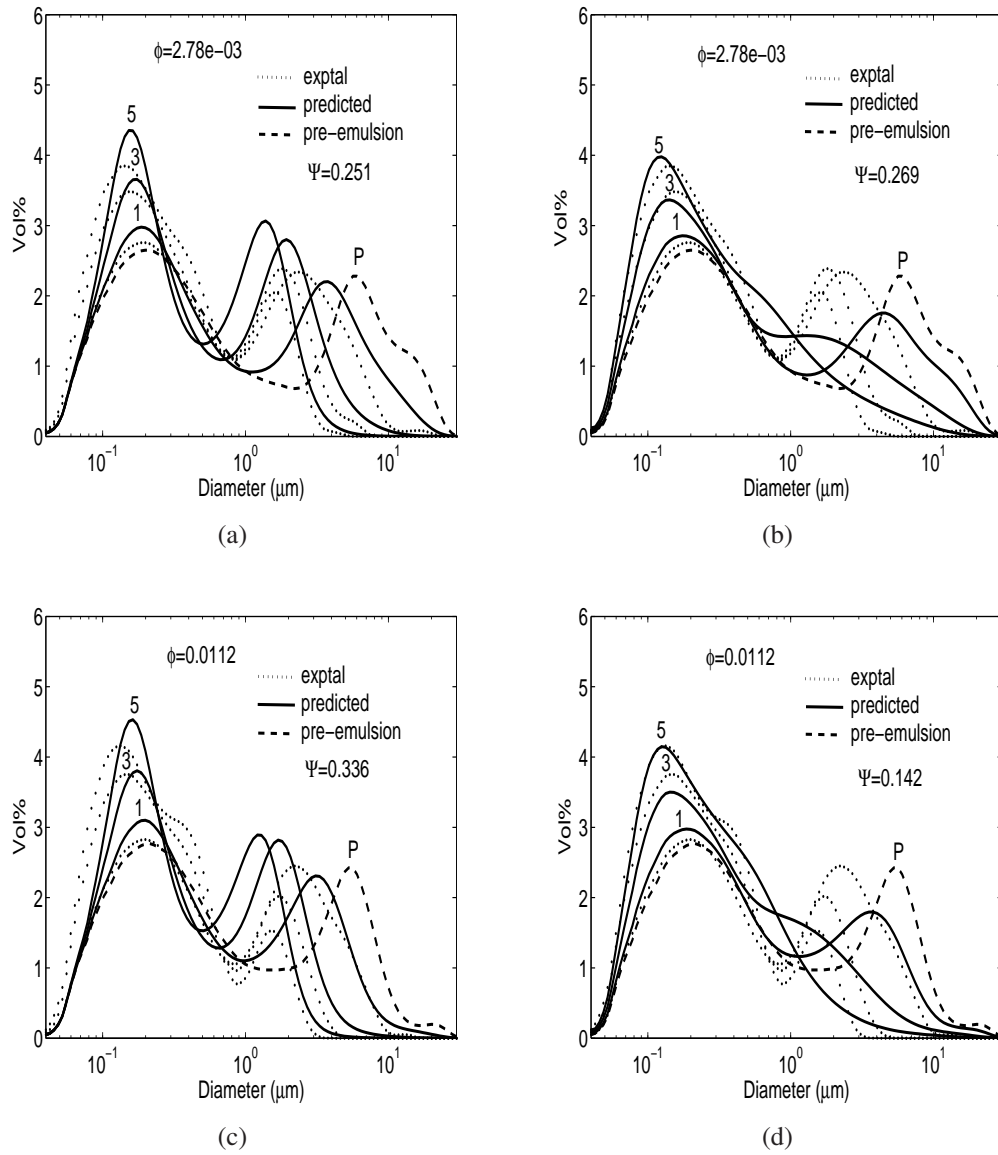 6
5
4
3
2
1
0
Vol%
ϕ=2.78e−03
exptal
predicted
pre−emulsion
Ψ=0.251
5
3
1
P
10⁻¹
10⁰
10¹
Diameter (μm)
(a)
6
5
4
3
2
1
0
Vol%
ϕ=2.78e−03
exptal
predicted
pre−emulsion
Ψ=0.269
5
3
1
P
10⁻¹
10⁰
10¹
Diameter (μm)
(b)
6
5
4
3
2
1
0
Vol%
ϕ=0.0112
exptal
predicted
pre−emulsion
Ψ=0.336
5
3
1
P
10⁻¹
10⁰
10¹
Diameter (μm)
(c)
6
5
4
3
2
1
0
Vol%
ϕ=0.0112
exptal
predicted
pre−emulsion
Ψ=0.142
5
3
1
P
10⁻¹
10⁰
10¹
Diameter (μm)
(d)